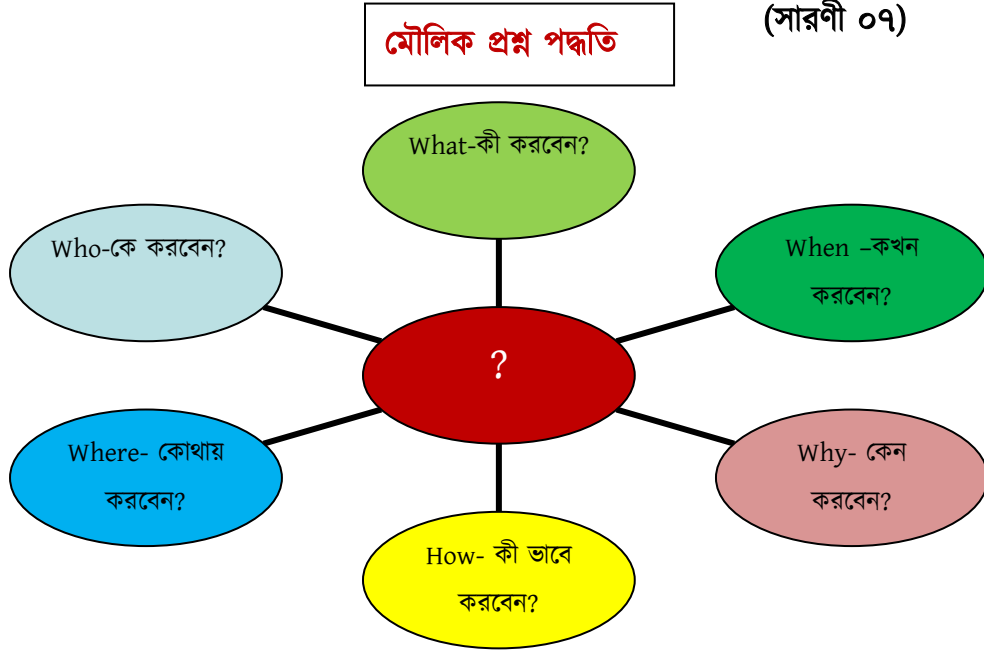 (সারণী ০৭)
মৌলিক প্রশ্ন পদ্ধতি
What-কী করবেন?
Who-কে করবেন?
When –কখন
করবেন?
?
Where- কোথায়
করবেন?
Why- কেন
করবেন?
How- কী ভাবে
করবেন?